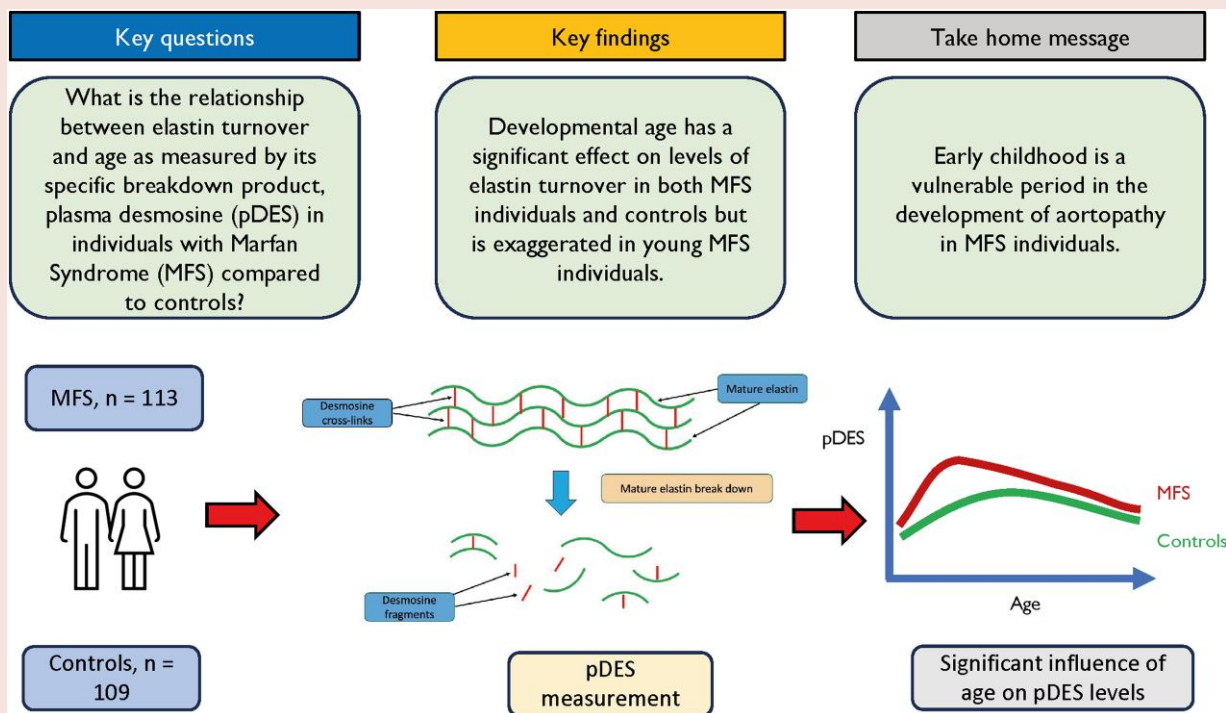 Key questions
What is the relationship
between elastin turnover
and age as measured by its
specific breakdown product,
plasma desmosine (pDES) in
individuals with Marfan
Syndrome (MFS) compared
to controls?
Key findings
Developmental age has a
significant effect on levels of
elastin turnover in both MFS
individuals and controls but
is exaggerated in young MFS
individuals.
Take home message
Early childhood is a
vulnerable period in the
development of aortopathy
in MFS individuals.
MFS, n = 113
Controls, n =
109
Desmosine
cross-links
Mature elastin
Mature elastin break down
Desmosine
fragments
pDES
measurement
pDES
MFS
Controls
Age
Significant influence of
age on pDES levels